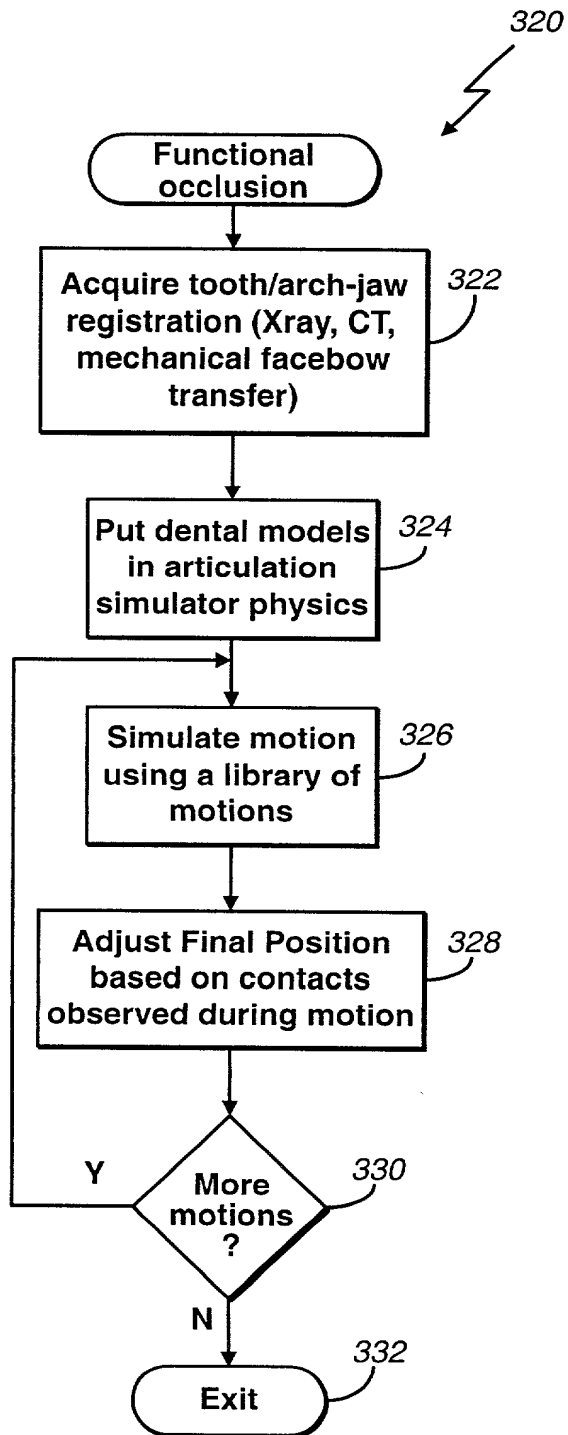 320
Functional
occlusion
Acquire tooth/arch-jaw
registration (Xray, CT,
mechanical facebow
transfer)
322
Put dental models
in articulation
simulator physics
324
Simulate motion
using a library of
motions
326
Adjust Final Position
based on contacts
observed during motion
328
Y
More
motions
?
330
N
Exit
332